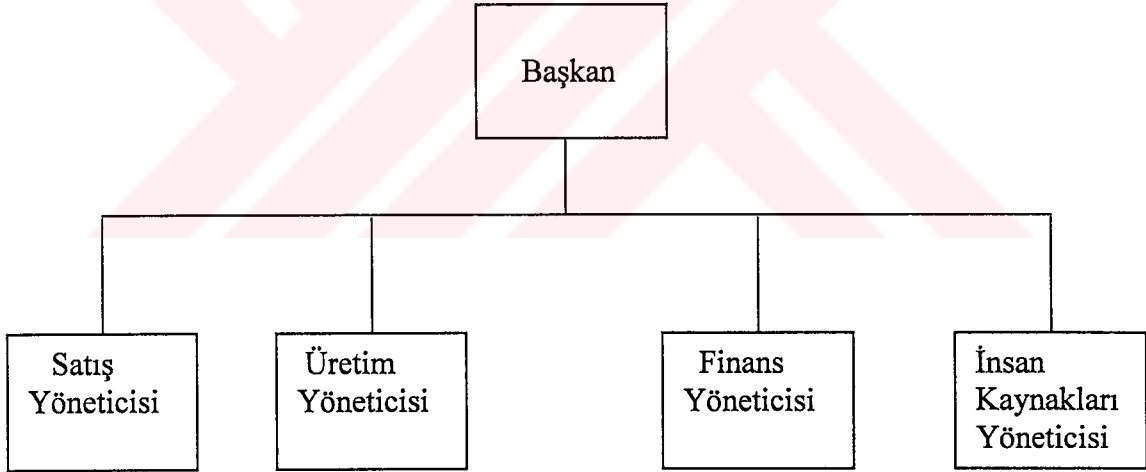 Başkan
Satış
Yöneticisi
Üretim
Yöneticisi
Finans
Yöneticisi
İnsan
Kaynakları
Yöneticisi